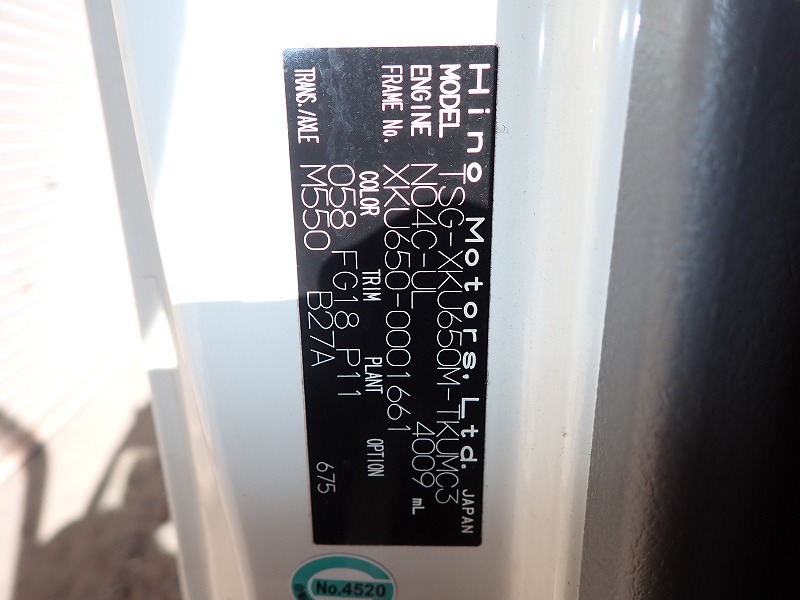 Hino Motors, Ltd. JAPAN
MODEL TSG-XKU650M-TKUMC3
ENGINE N04C-UL 4009 mL
FRAME No. XKU650-0001661
COLOR TRIM PLANT OPTION
058 FG18 P11
TRANS./AXLE M550 B27A 675
No.4520